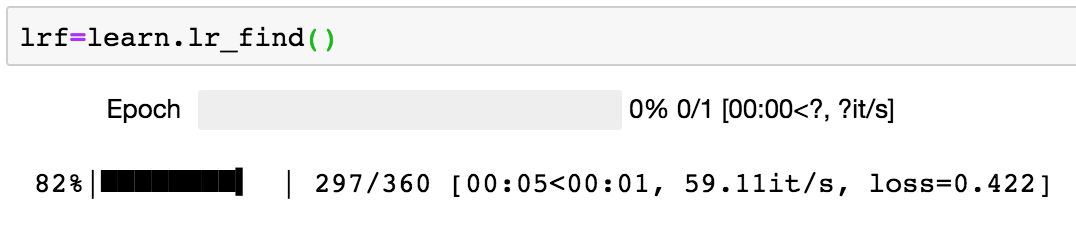 lrf=learn.lr_find()
Epoch 0% 0/1 [00:00<?, ?it/s]
82%|████████▎ | 297/360 [00:05<00:01, 59.11it/s, loss=0.422]